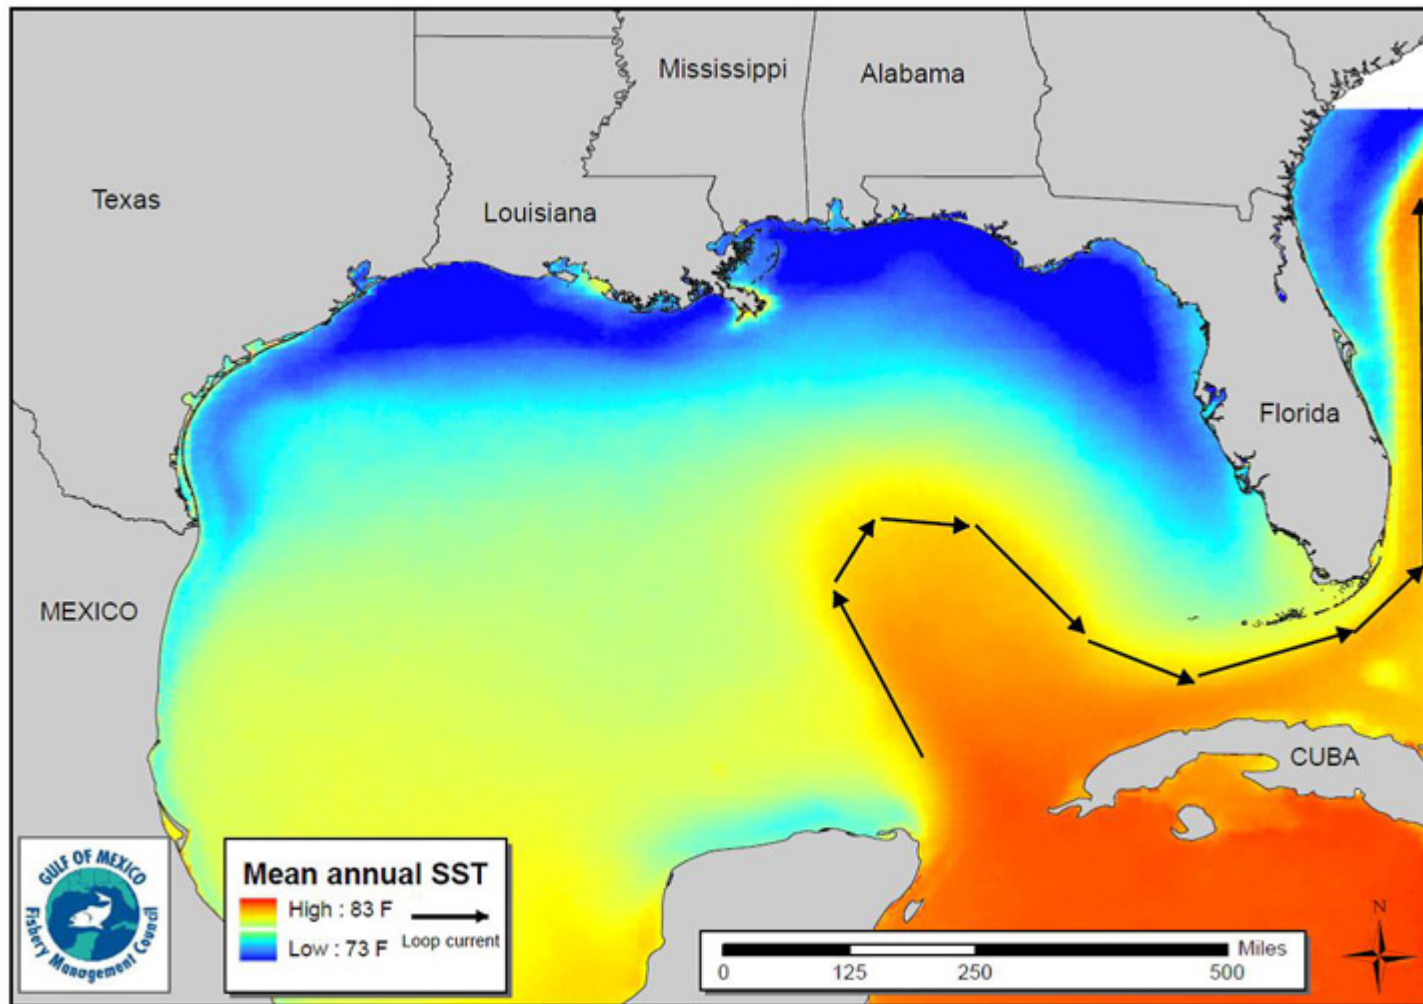 Mississippi
Alabama
Texas
Louisiana
Florida
MEXICO
CUBA
GULF OF MEXICO
Fishery Management Council
Mean annual SST
High : 83 F
Low : 73 F
Loop current
0 125 250 500
Miles
N